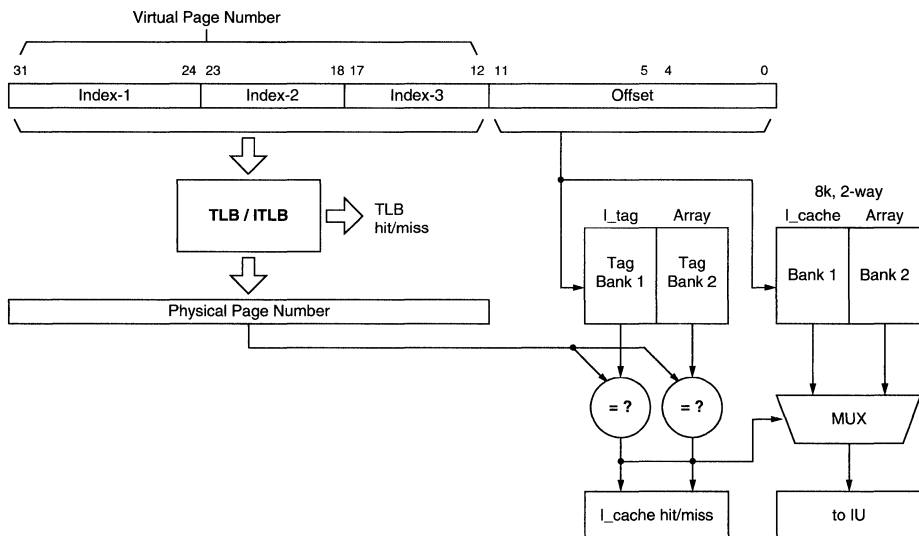 Virtual Page Number
31 24 23 18 17 12 11 5 4 0
Index-1 Index-2 Index-3 Offset
TLB / ITLB
TLB
hit/miss
8k, 2-way
I_tag Array I_cache Array
Tag
Bank 1
Tag
Bank 2
Bank 1 Bank 2
Physical Page Number
= ? = ?
MUX
I_cache hit/miss to IU